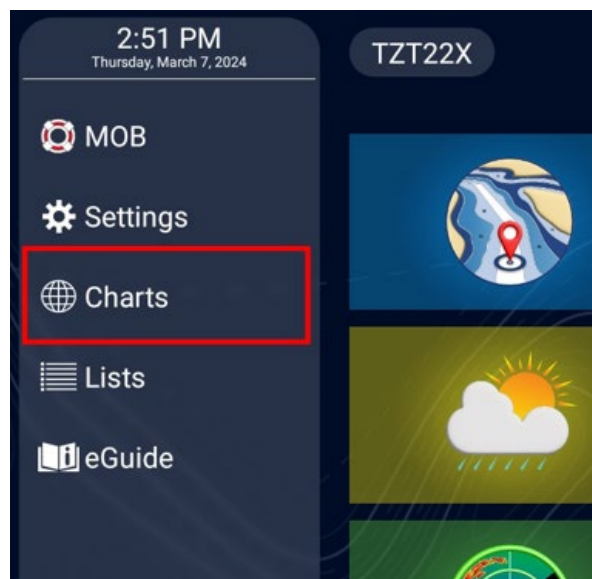 2:51 PM
Thursday, March 7, 2024
TZT22X
MOB
Settings
Charts
Lists
eGuide